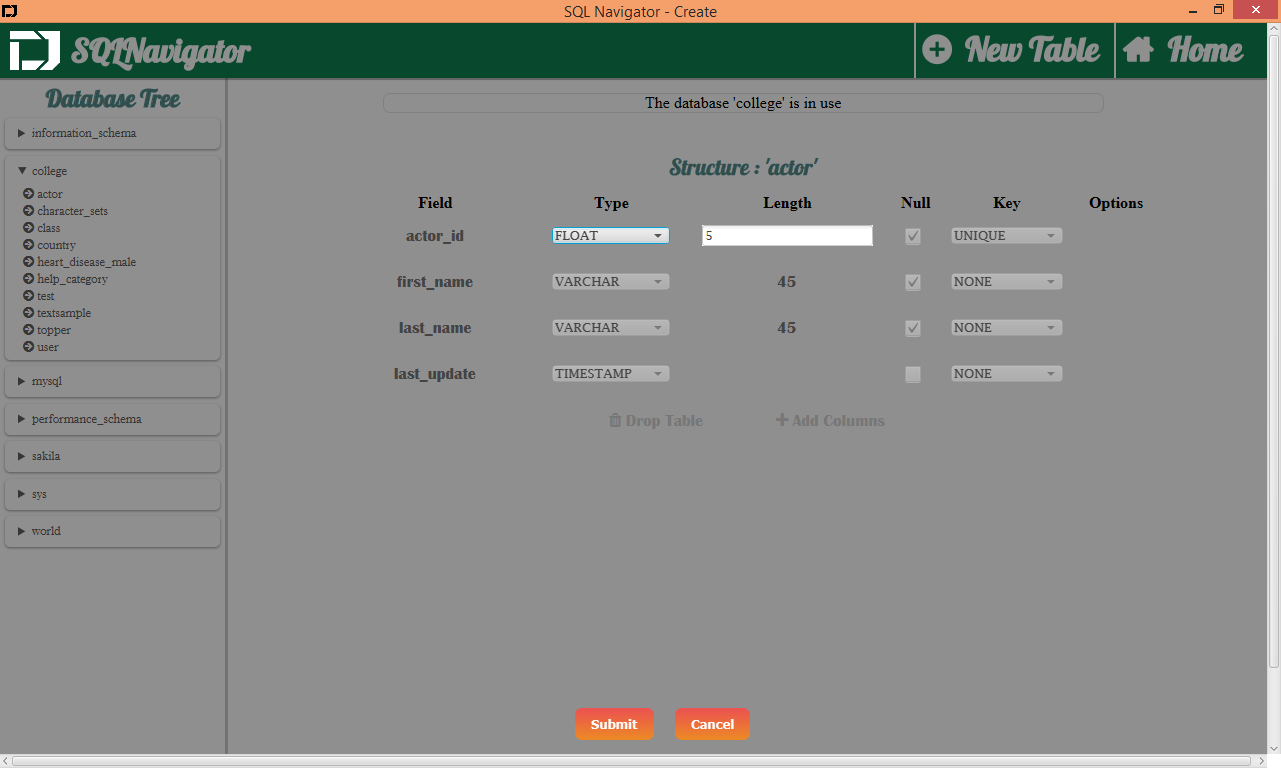 SQL Navigator - Create
SQLNavigator
New Table
Home
Database Tree
information_schema
college
actor
character_sets
class
country
heart_disease_male
help_category
test
textsample
topper
user
mysql
performance_schema
sakila
sys
world
The database 'college' is in use
Structure : 'actor'
Field Type Length Null Key Options
actor_id FLOAT 5 UNIQUE
first_name VARCHAR 45 NONE
last_name VARCHAR 45 NONE
last_update TIMESTAMP NONE
Drop Table Add Columns
Submit Cancel